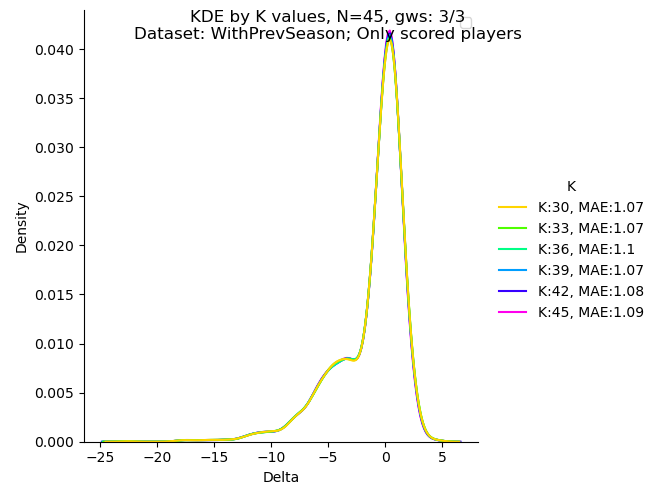 KDE by K values, N=45, gws: 3/3
Dataset: WithPrevSeason; Only scored players
0.040
0.035
0.030
0.025
0.020
0.015
0.010
0.005
0.000
Density
−25
−20
−15
−10
−5
0
5
Delta
K
K:30, MAE:1.07
K:33, MAE:1.07
K:36, MAE:1.1
K:39, MAE:1.07
K:42, MAE:1.08
K:45, MAE:1.09